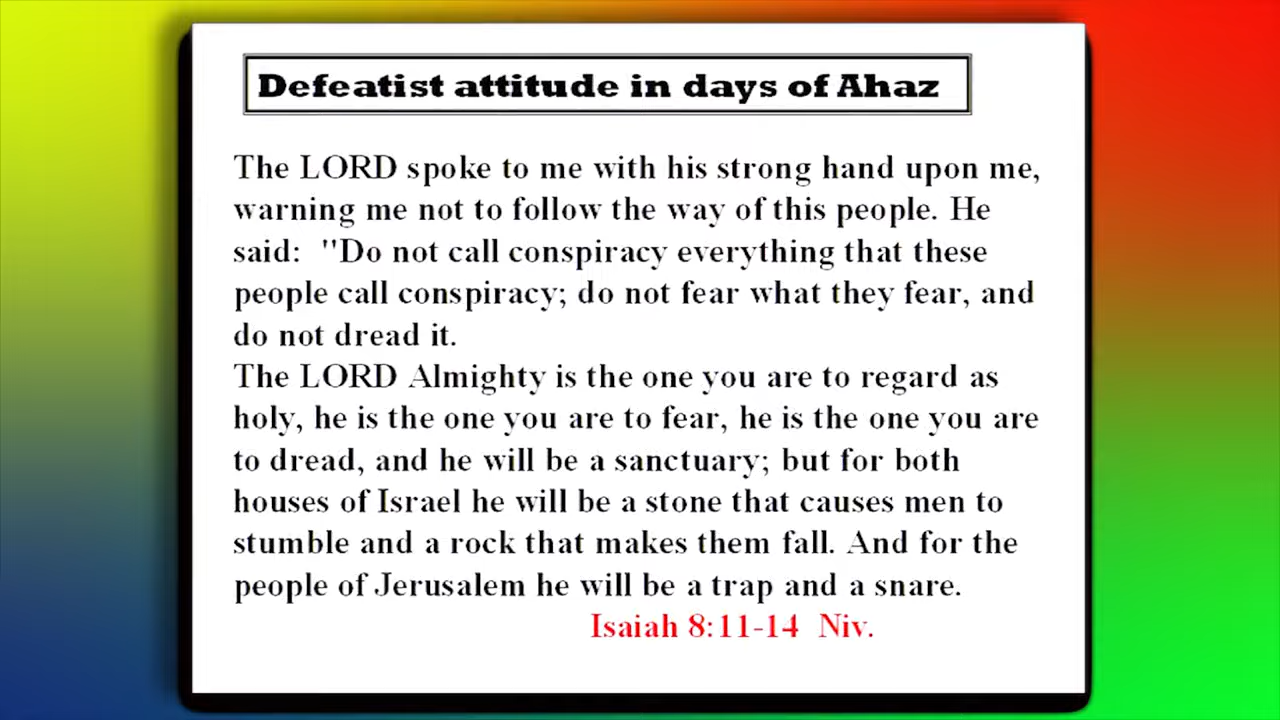 Defeatist attitude in days of Ahaz
The LORD spoke to me with his strong hand upon me,
warning me not to follow the way of this people. He
said:  "Do not call conspiracy everything that these
people call conspiracy; do not fear what they fear, and
do not dread it.
The LORD Almighty is the one you are to regard as
holy, he is the one you are to fear, he is the one you are
to dread, and he will be a sanctuary; but for both
houses of Israel he will be a stone that causes men to
stumble and a rock that makes them fall. And for the
people of Jerusalem he will be a trap and a snare.
Isaiah 8:11-14  Niv.